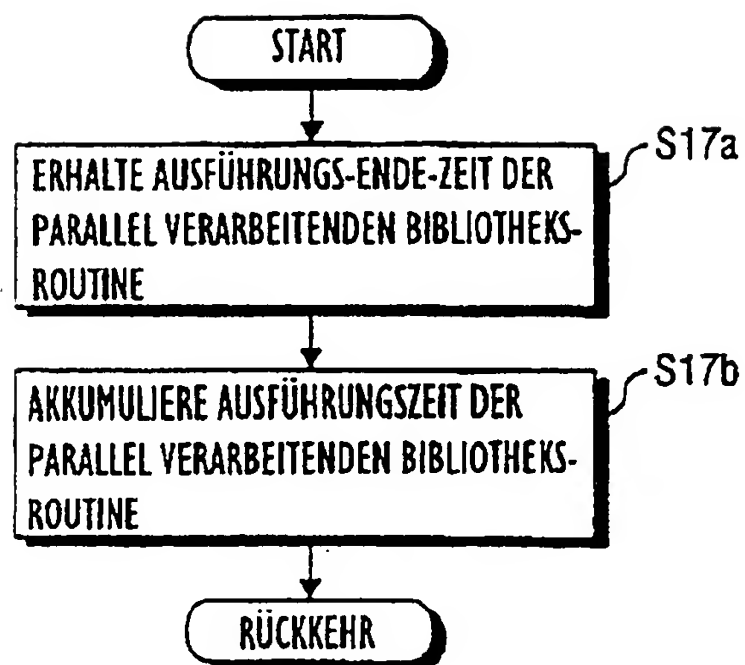 START
S17a
ERHALTE AUSFÜHRUNGS-ENDE-ZEIT DER
PARALLEL VERARBEITENDEN BIBLIOTHEKS-
ROUTINE
S17b
AKKUMULIERE AUSFÜHRUNGSZEIT DER
PARALLEL VERARBEITENDEN BIBLIOTHEKS-
ROUTINE
RÜCKKEHR